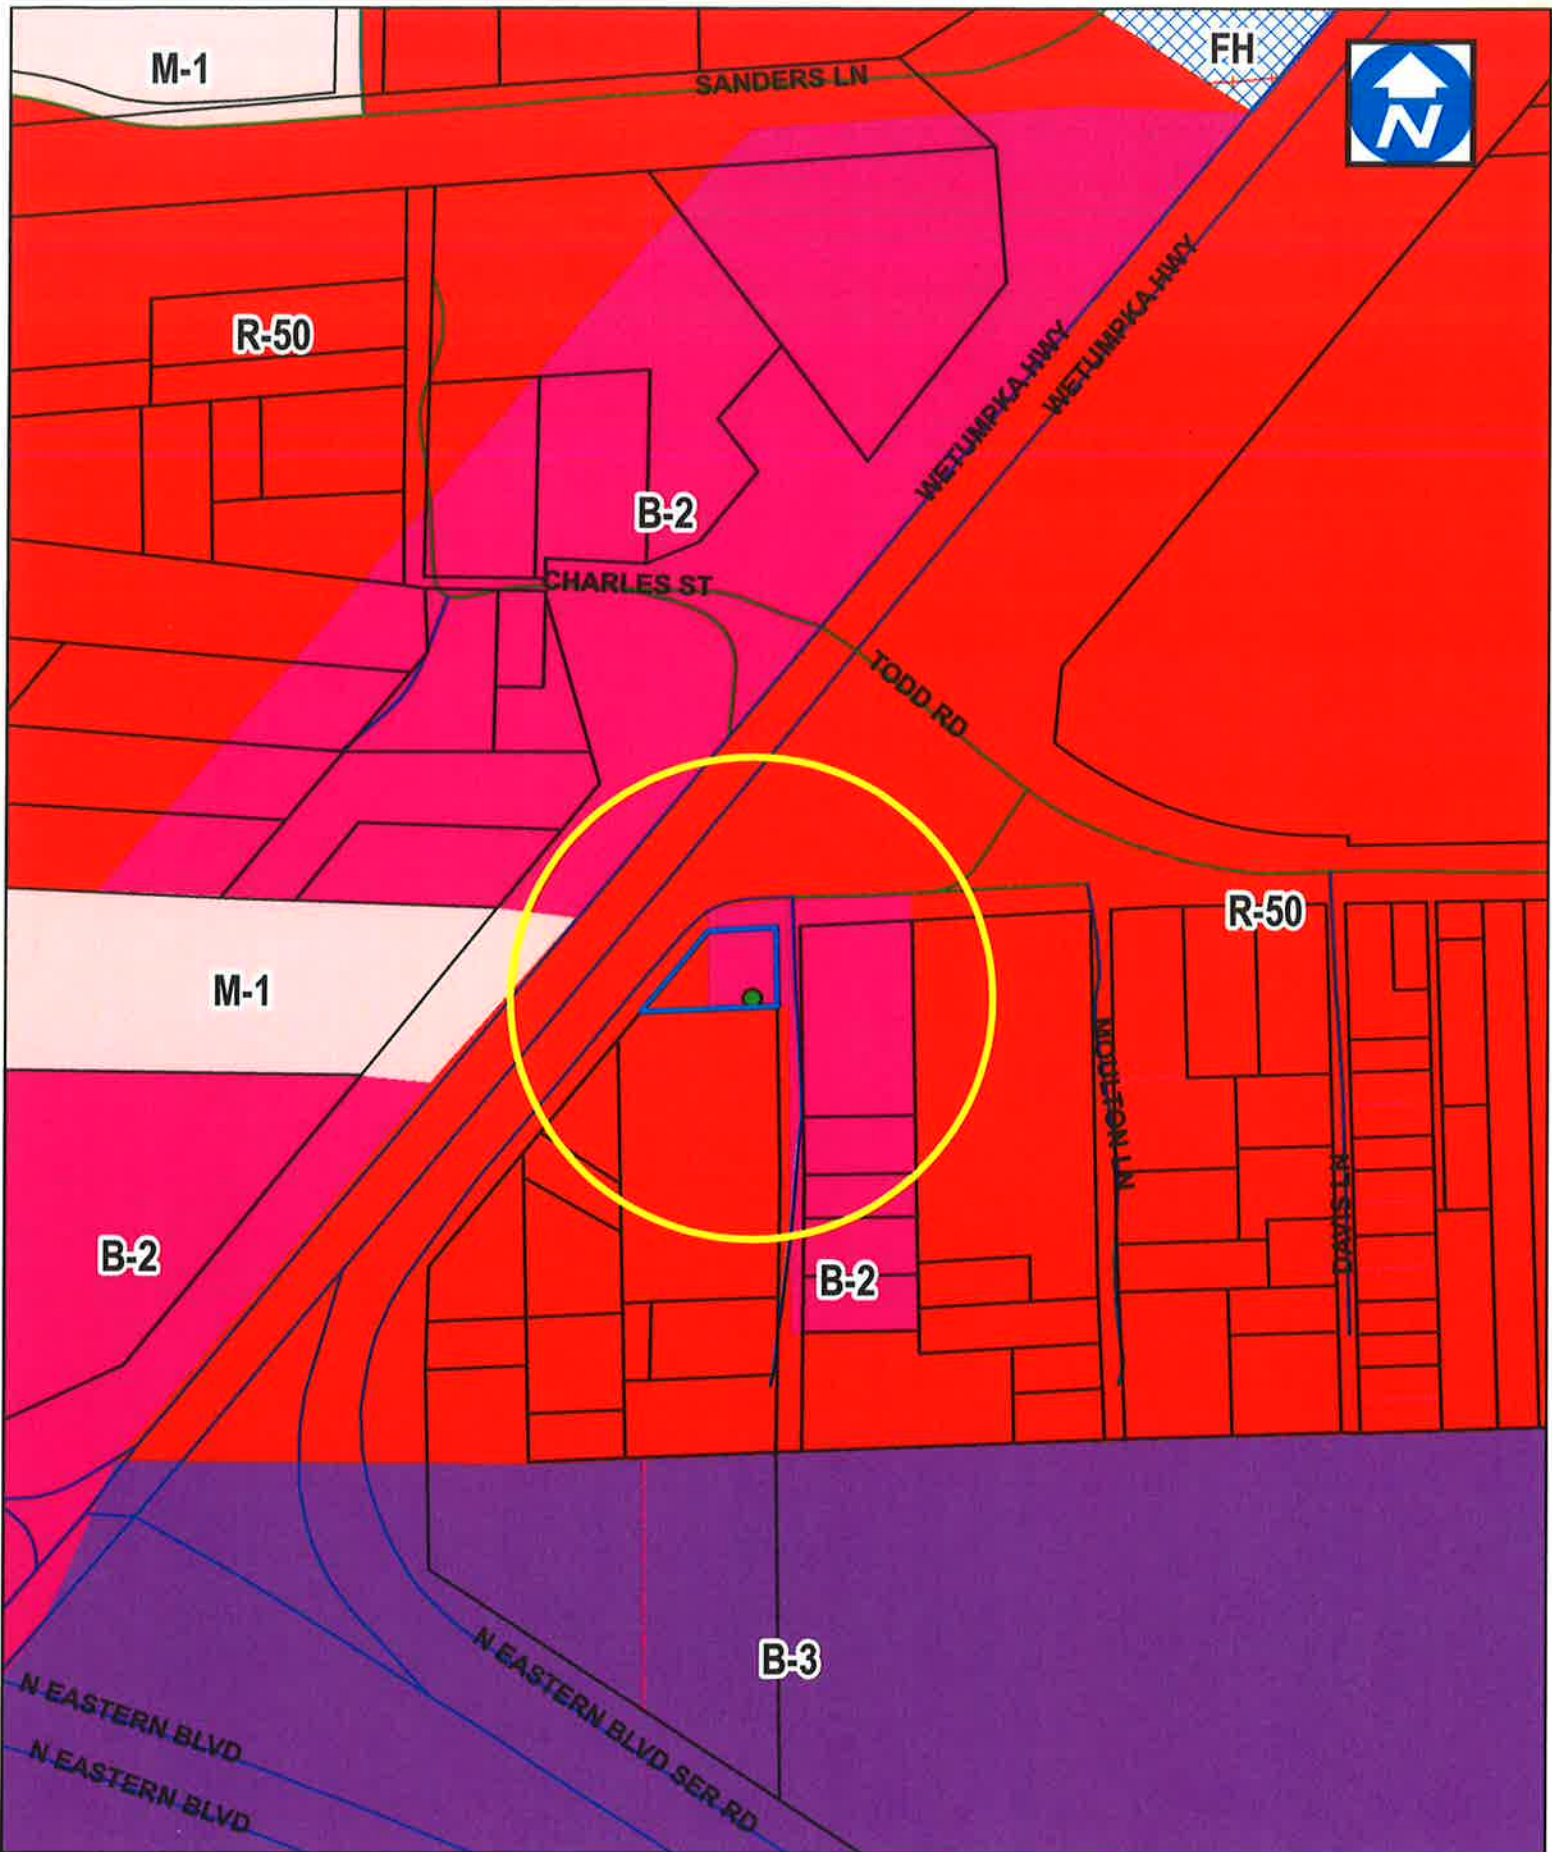 M-1
FH
SANDERS LN
N
R-50
WETUMPKA HWY
WETUMPKA HWY
B-2
CHARLES ST
TODD RD
R-50
M-1
MOULTON LN
DAVIS LN
B-2
B-2
B-3
N EASTERN BLVD SER RD
N EASTERN BLVD
N EASTERN BLVD